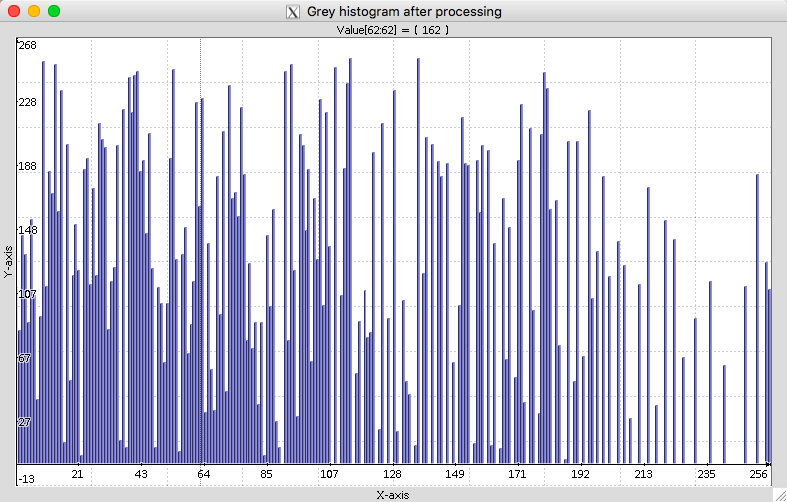 Grey histogram after processing
Value[62:62] = ( 162 )
268
228
188
148
107
67
27
-13
Y-axis
21 43 64 85 107 128 149 171 192 213 235 256
X-axis